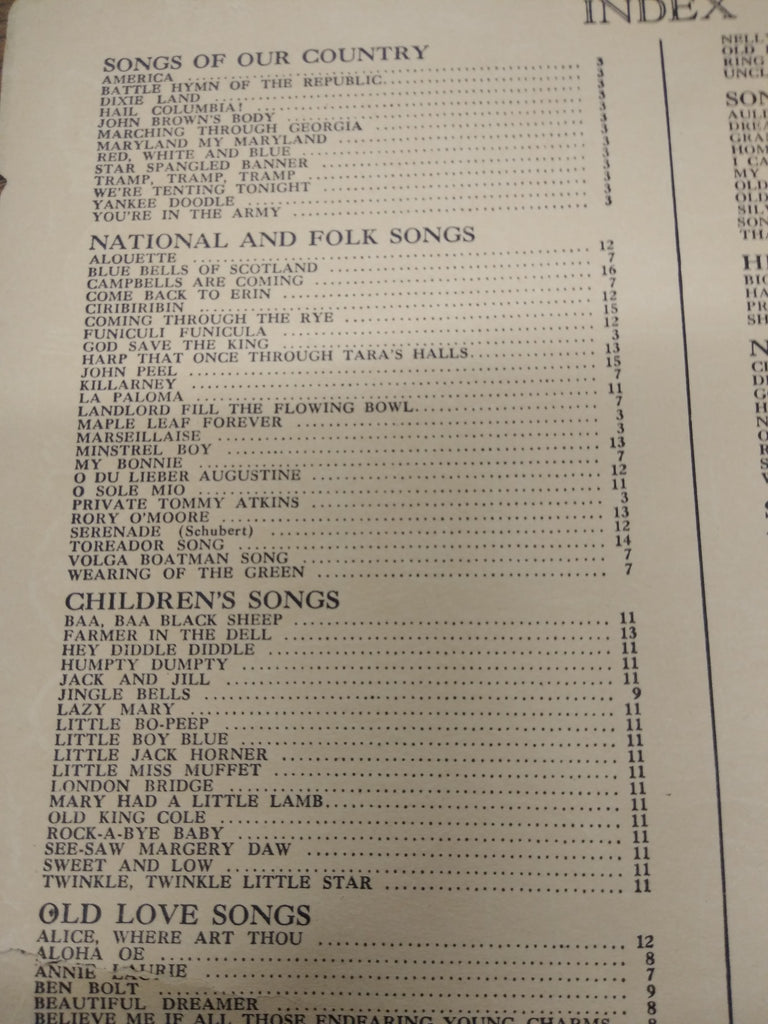 INDEX
SONGS OF OUR COUNTRY
AMERICA 3
BATTLE HYMN OF THE REPUBLIC 3
DIXIE LAND 3
HAIL COLUMBIA! 3
JOHN BROWN'S BODY 3
MARCHING THROUGH GEORGIA 3
MARYLAND MY MARYLAND 3
RED, WHITE AND BLUE 3
STAR SPANGLED BANNER 3
TRAMP, TRAMP, TRAMP 3
WE'RE TENTING TONIGHT 3
YANKEE DOODLE 3
YOU'RE IN THE ARMY 3
NATIONAL AND FOLK SONGS
ALOUETTE 12
BLUE BELLS OF SCOTLAND 7
CAMPBELLS ARE COMING 16
COME BACK TO ERIN 7
CIRIBIRIBIN 12
COMING THROUGH THE RYE 15
FUNICULI FUNICULA 12
GOD SAVE THE KING 3
HARP THAT ONCE THROUGH TARA'S HALLS 13
JOHN PEEL 15
KILLARNEY 7
LA PALOMA 11
LANDLORD FILL THE FLOWING BOWL 7
MAPLE LEAF FOREVER 3
MARSEILLAISE 3
MINSTREL BOY 13
MY BONNIE 7
O DU LIEBER AUGUSTINE 12
O SOLE MIO 11
PRIVATE TOMMY ATKINS 3
RORY O'MOORE 13
SERENADE (Schubert) 12
TOREADOR SONG 14
VOLGA BOATMAN SONG 7
WEARING OF THE GREEN 7
CHILDREN'S SONGS
BAA, BAA BLACK SHEEP 11
FARMER IN THE DELL 13
HEY DIDDLE DIDDLE 11
HUMPTY DUMPTY 11
JACK AND JILL 11
JINGLE BELLS 9
LAZY MARY 11
LITTLE BO-PEEP 11
LITTLE BOY BLUE 11
LITTLE JACK HORNER 11
LITTLE MISS MUFFET 11
LONDON BRIDGE 11
MARY HAD A LITTLE LAMB 11
OLD KING COLE 11
ROCK-A-BYE BABY 11
SEE-SAW MARGERY DAW 11
SWEET AND LOW 11
TWINKLE, TWINKLE LITTLE STAR 11
OLD LOVE SONGS
ALICE, WHERE ART THOU 12
ALOHA OE 8
ANNIE LAURIE 7
BEN BOLT 9
BEAUTIFUL DREAMER 8
BELIEVE ME IF ALL THOSE ENDEARING YOUNG CHARMS
OLD
RING